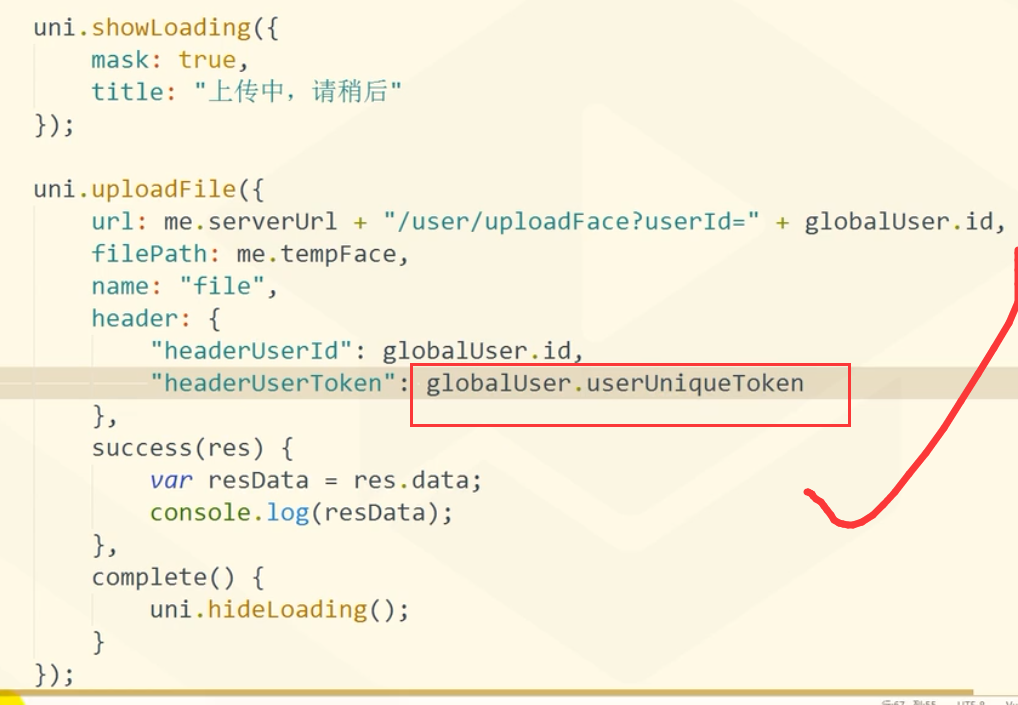 uni.showLoading({
mask: true,
title: "上传中，请稍后"
});
uni.uploadFile({
url: me.serverUrl + "/user/uploadFace?userId=" + globalUser.id,
filePath: me.tempFace,
name: "file",
header: {
"headerUserId": globalUser.id,
"headerUserToken": globalUser.userUniqueToken
},
success(res) {
var resData = res.data;
console.log(resData);
},
complete() {
uni.hideLoading();
}
});